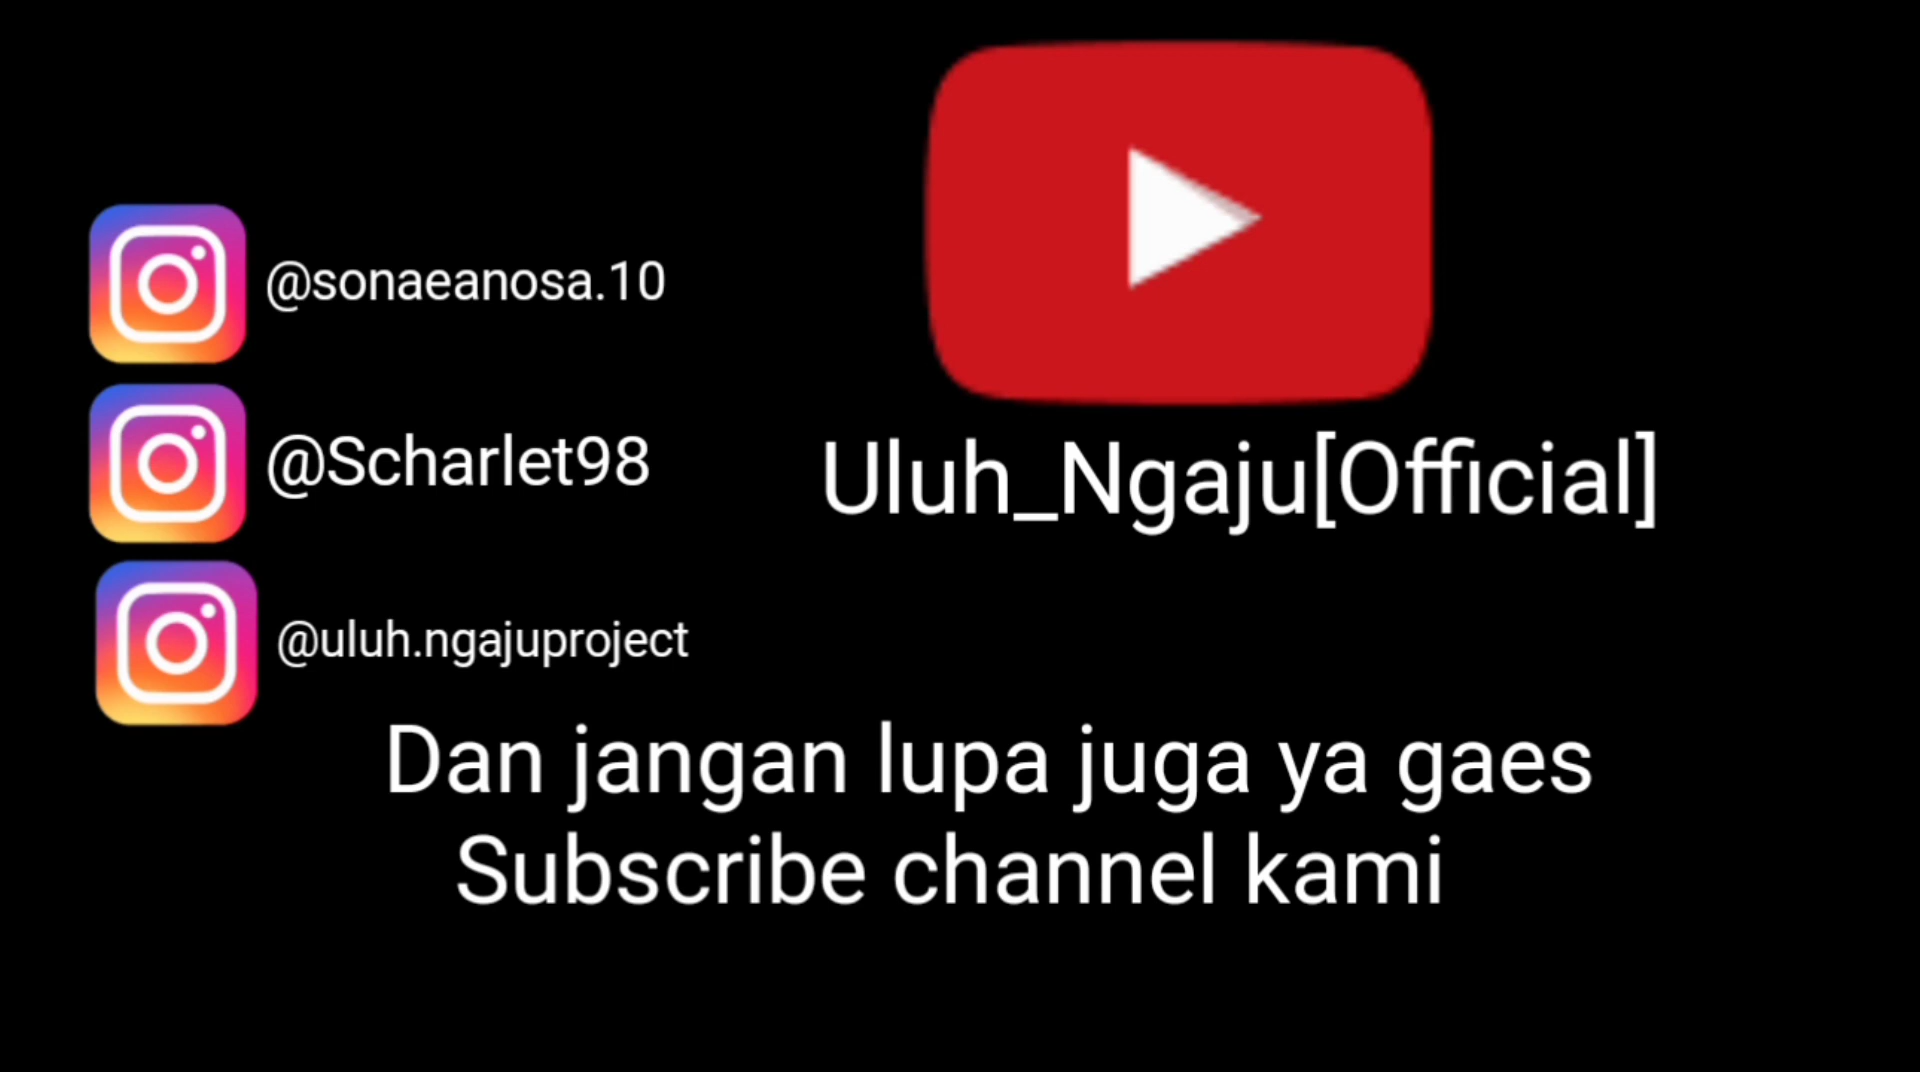 @sonaeanosa.10
@Scharlet98
@uluh.ngajuproject
Uluh_Ngaju[Official]
Dan jangan lupa juga ya gaes
Subscribe channel kami